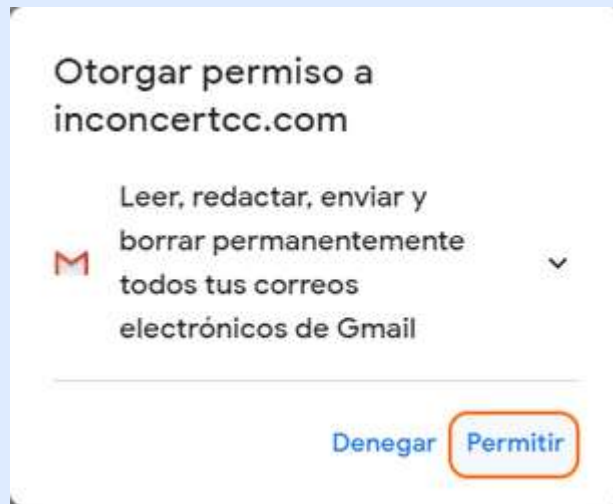 Otorgar permiso a
inconcertcc.com
Leer, redactar, enviar y
borrar permanentemente
todos tus correos
electrónicos de Gmail
Denegar Permitir